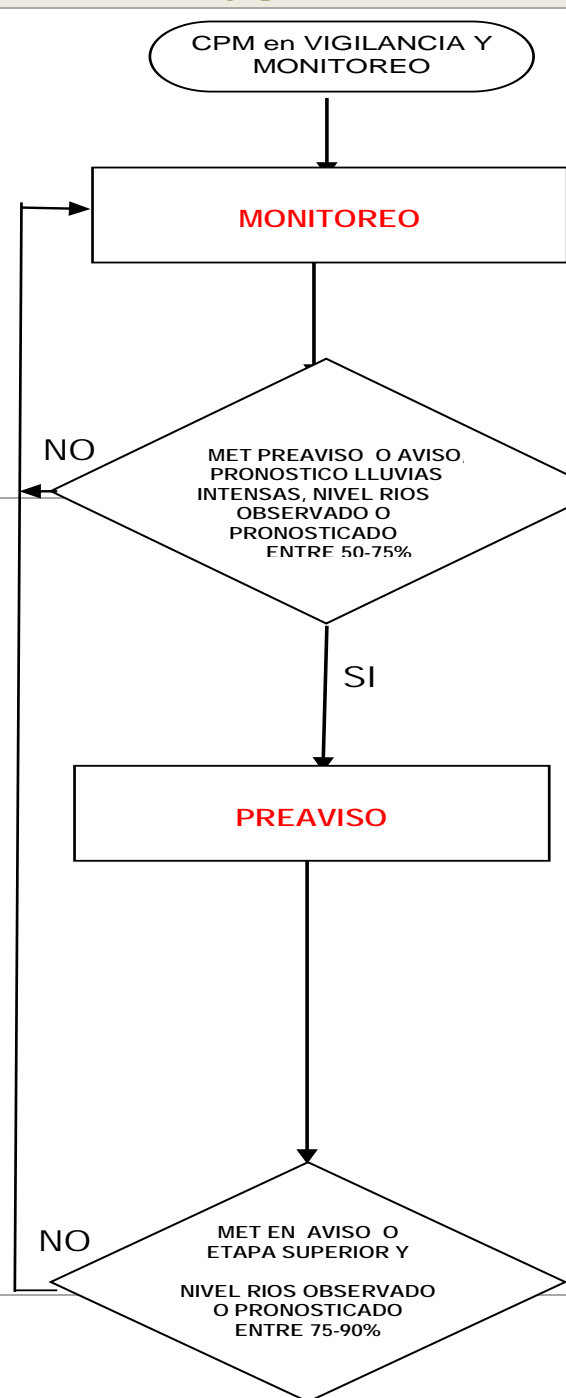 CPM en VIGILANCIA Y
MONITOREO
MONITOREO
NO
MET PREAVISO O AVISO,
PRONOSTICO LLUVIAS
INTENSAS, NIVEL RIOS
OBSERVADO O
PRONOSTICADO
ENTRE 50-75%
SI
PREAVISO
NO
MET EN AVISO O
ETAPA SUPERIOR Y
NIVEL RIOS OBSERVADO
O PRONOSTICADO
ENTRE 75-90%